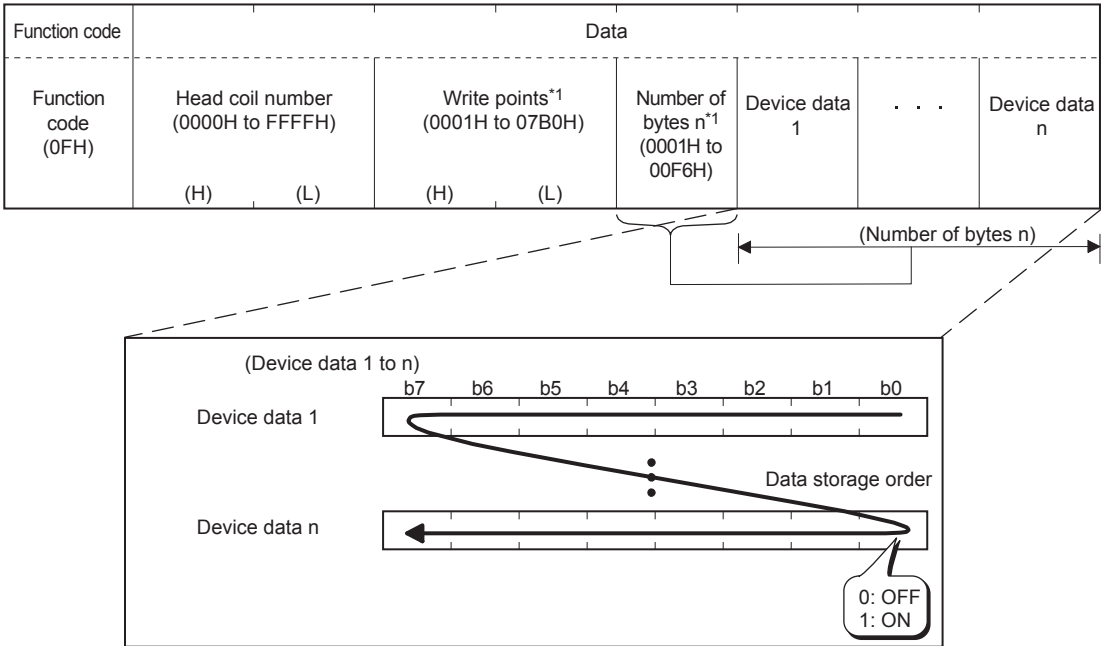 Function code Data
Function
code
(0FH)
Head coil number
(0000H to FFFFH)
(H) (L)
Write points*1
(0001H to 07B0H)
(H) (L)
Number of
bytes n*1
(0001H to
00F6H)
Device data
1
. . .
Device data
n
(Number of bytes n)
(Device data 1 to n)
b7 b6 b5 b4 b3 b2 b1 b0
Device data 1
Data storage order
Device data n
0: OFF
1: ON